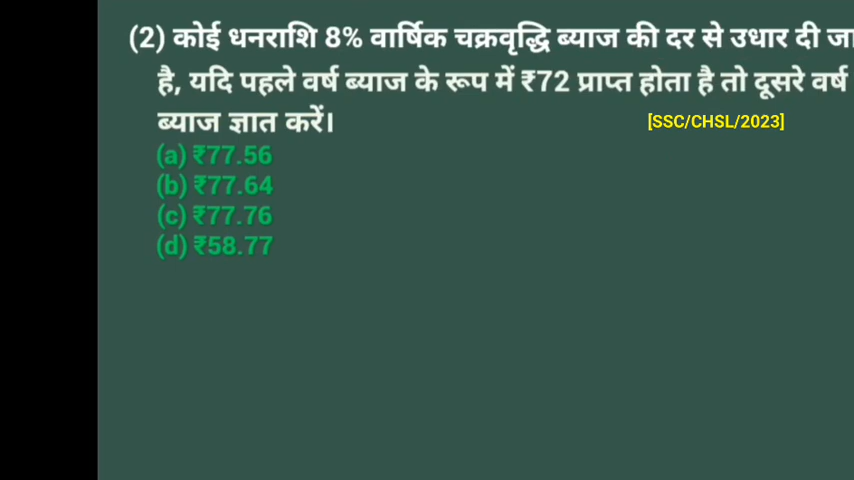 (2) कोई धनराशि 8% वार्षिक चक्रवृद्धि ब्याज की दर से उधार दी
है, यदि पहले वर्ष ब्याज के रूप में ₹72 प्राप्त होता है तो दूसरे वर्ष
ब्याज ज्ञात करें। [SSC/CHSL/2023]
(a) ₹77.56
(b) ₹77.64
(c) ₹77.76
(d) ₹58.77